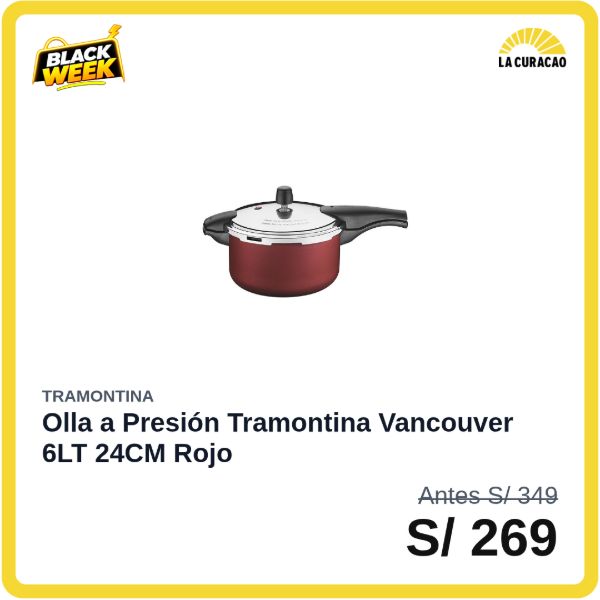 BLACK
WEEK
LA CURACAO
TRAMONTINA
Olla a Presión Tramontina Vancouver
6LT 24CM Rojo
Antes S/ 349
S/ 269